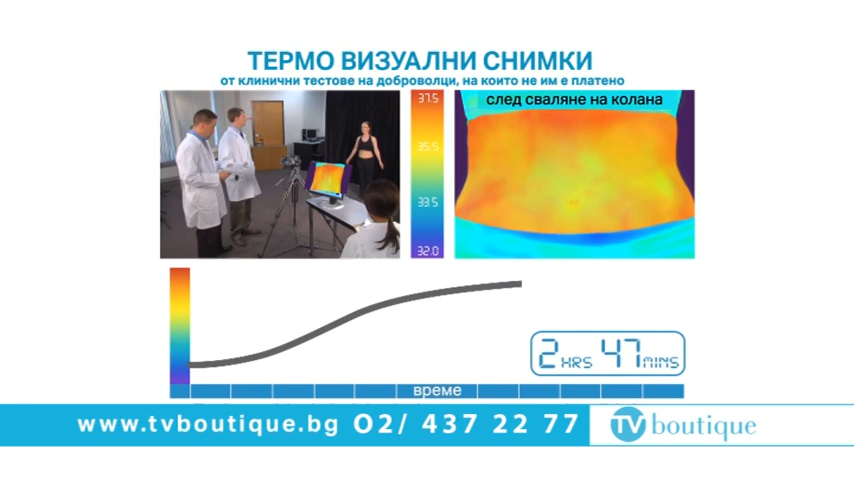 ТЕРМО ВИЗУАЛНИ СНИМКИ
от клинични тестове на доброволци, на които не им е платено
37.5
35.5
33.5
32.0
след сваляне на колана
2 HRS 47 MINS
време
www.tvboutique.bg 02/ 437 22 77
TV boutique